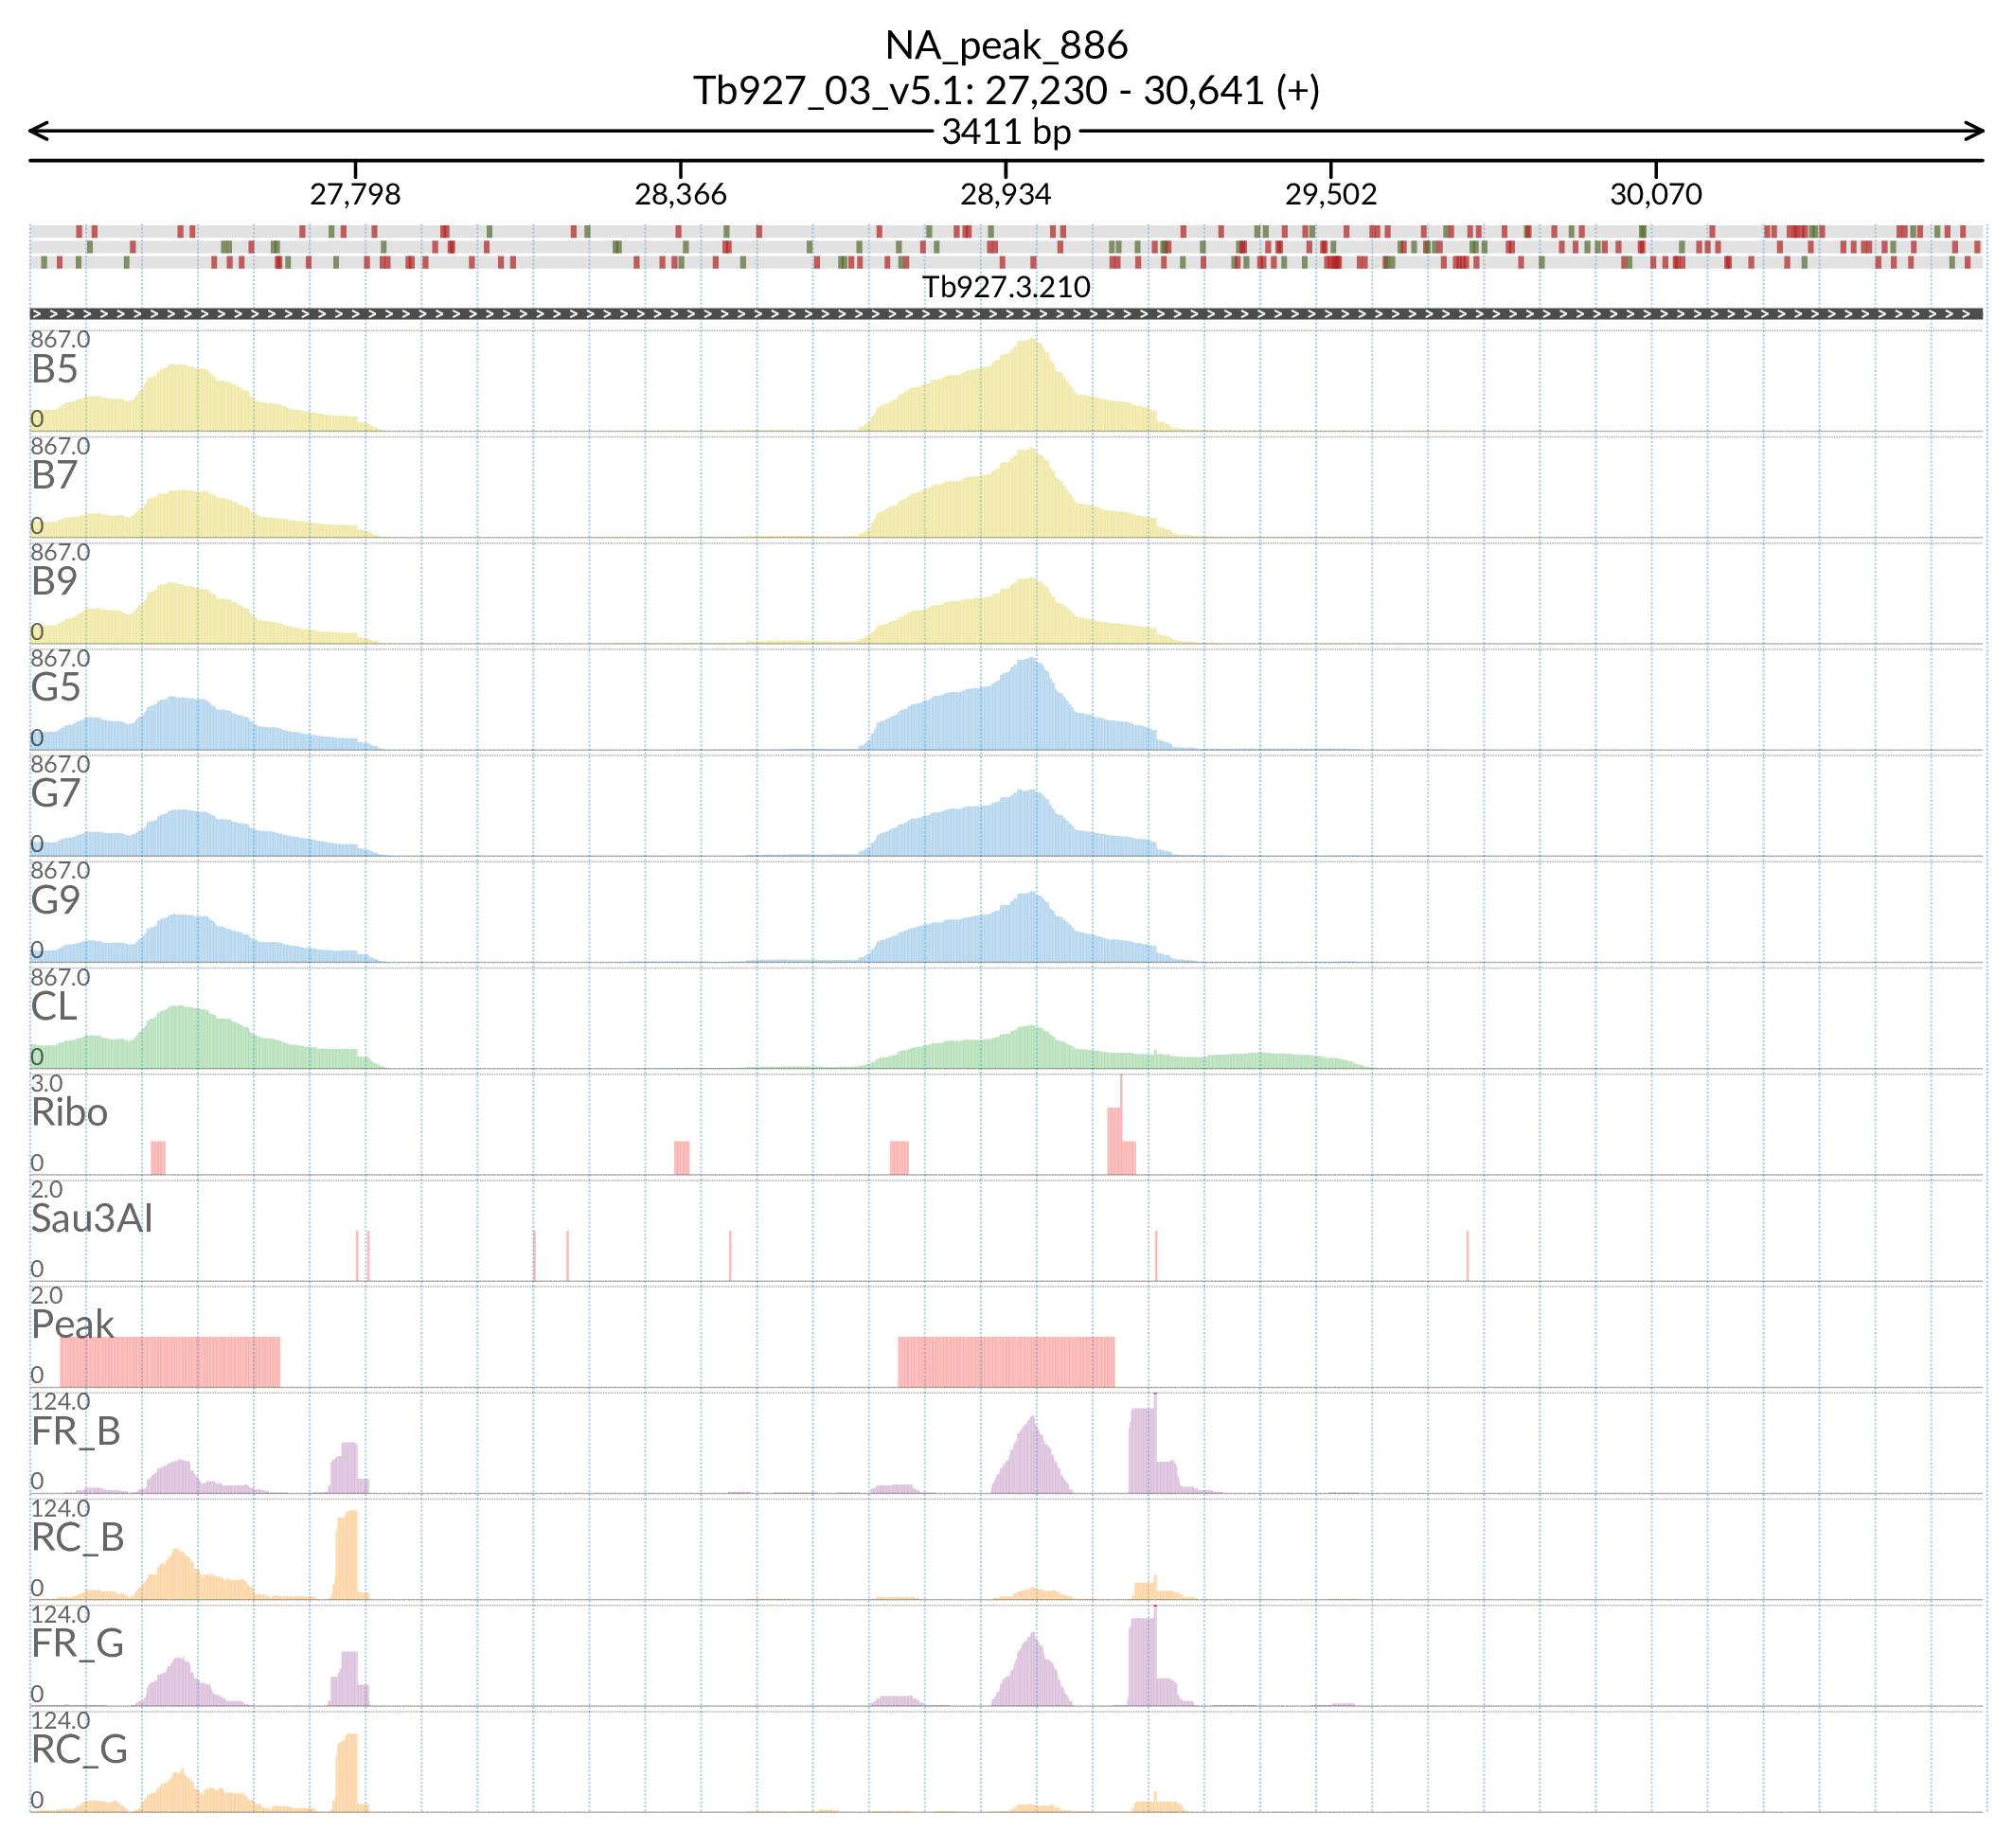 NA_peak_886
Tb927_03_v5.1: 27,230 - 30,641 (+)
3411 bp
27,798 28,366 28,934 29,502 30,070
Tb927.3.210
867.0
B5
0
867.0
B7
0
867.0
B9
0
867.0
G5
0
867.0
G7
0
867.0
G9
0
867.0
CL
0
3.0
Ribo
0
2.0
Sau3AI
0
2.0
Peak
0
124.0
FR_B
0
124.0
RC_B
0
124.0
FR_G
0
124.0
RC_G
0